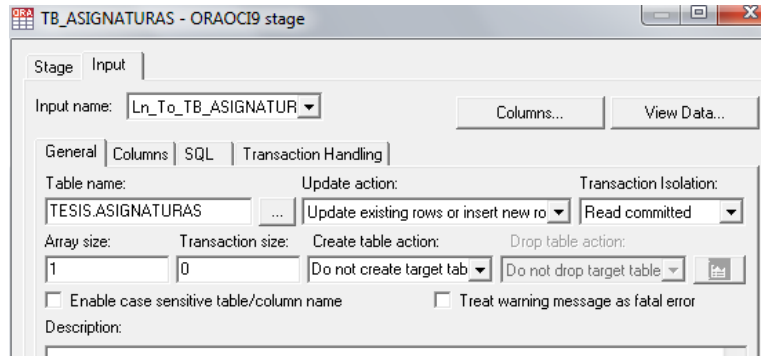 TB_ASIGNATURAS - ORAOCI9 stage
Stage Input
Input name: Ln_To_TB_ASIGNATUR Columns... View Data...
General Columns SQL Transaction Handling
Table name: Update action: Transaction Isolation:
TESIS.ASIGNATURAS ... Update existing rows or insert new ro Read committed
Array size: Transaction size: Create table action: Drop table action:
1 0 Do not create target tab Do not drop target table
Enable case sensitive table/column name Treat warning message as fatal error
Description: